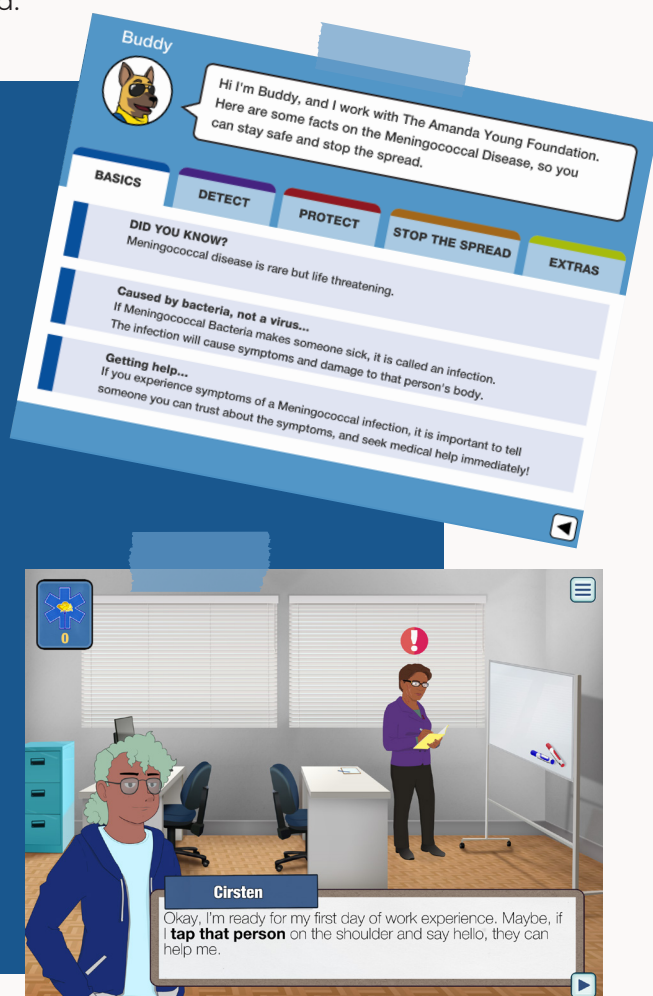 d.
Buddy
Hi I'm Buddy, and I work with The Amanda Young Foundation.
Here are some facts on the Meningococcal Disease, so you
can stay safe and stop the spread.
BASICS
DETECT
PROTECT
STOP THE SPREAD
EXTRAS
DID YOU KNOW?
Meningococcal disease is rare but life threatening.
Caused by bacteria, not a virus...
If Meningococcal Bacteria makes someone sick, it is called an infection.
The infection will cause symptoms and damage to that person's body.
Getting help...
If you experience symptoms of a Meningococcal infection, it is important to tell
someone you can trust about the symptoms, and seek medical help immediately!
0
!
Cirsten
Okay, I'm ready for my first day of work experience. Maybe, if
I tap that person on the shoulder and say hello, they can
help me.